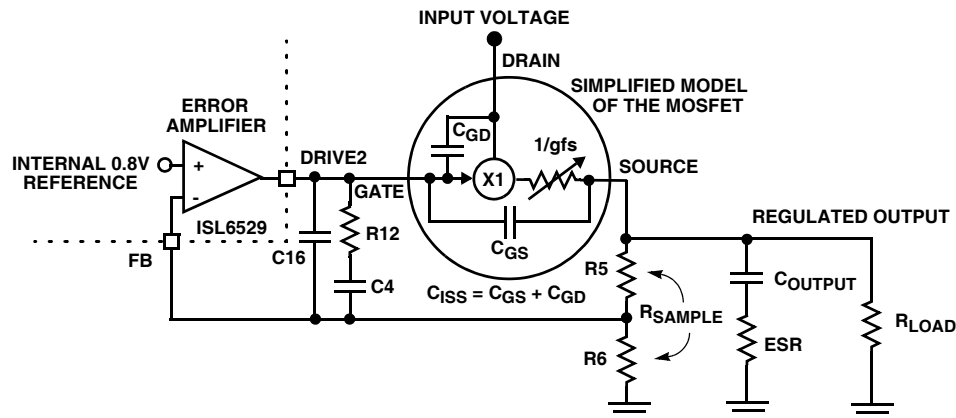 INPUT VOLTAGE
DRAIN
SIMPLIFIED MODEL
OF THE MOSFET
ERROR
AMPLIFIER
CGD
1/gfs
INTERNAL 0.8V
REFERENCE
+
-
DRIVE2
GATE
X1
SOURCE
ISL6529
FB
C16
R12
C4
CGS
CISS = CGS + CGD
REGULATED OUTPUT
R5
RSAMPLE
R6
COUTPUT
ESR
RLOAD